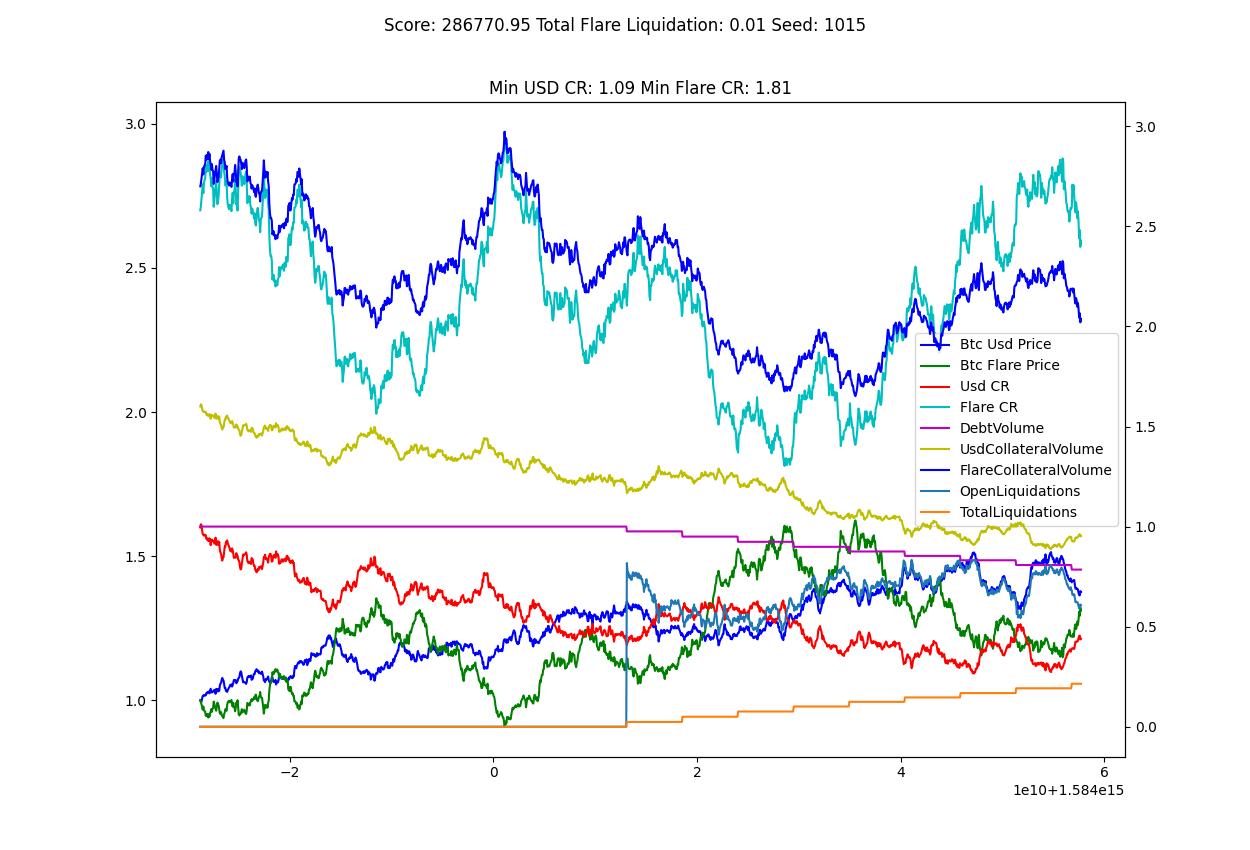 Score: 286770.95 Total Flare Liquidation: 0.01 Seed: 1015
Min USD CR: 1.09 Min Flare CR: 1.81
3.0
2.5
2.0
1.5
1.0
3.0
2.5
2.0
1.5
1.0
0.5
0.0
Btc Usd Price
Btc Flare Price
Usd CR
Flare CR
DebtVolume
UsdCollateralVolume
FlareCollateralVolume
OpenLiquidations
TotalLiquidations
−2 0 2 4 6
1e10+1.584e15